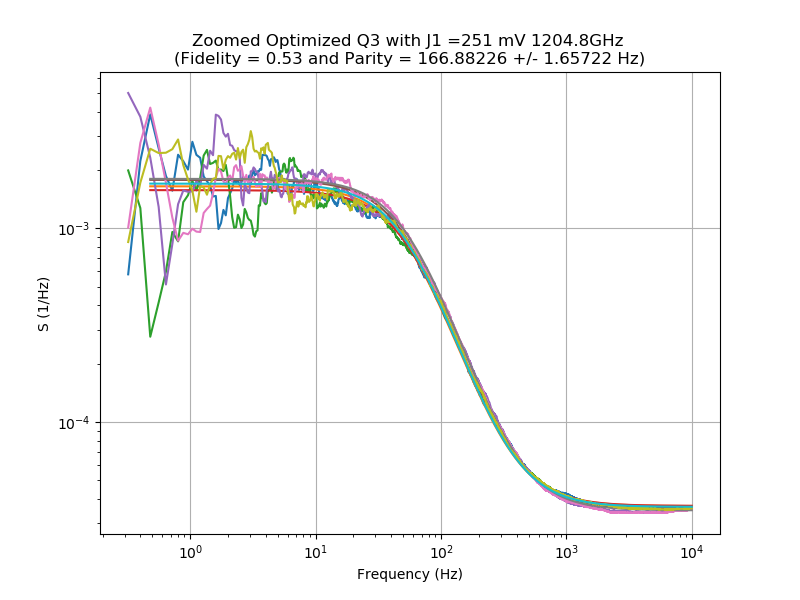 Zoomed Optimized Q3 with J1 =251 mV 1204.8GHz
(Fidelity = 0.53 and Parity = 166.88226 +/- 1.65722 Hz)
S (1/Hz)
10⁻³
10⁻⁴
10⁰ 10¹ 10² 10³ 10⁴
Frequency (Hz)